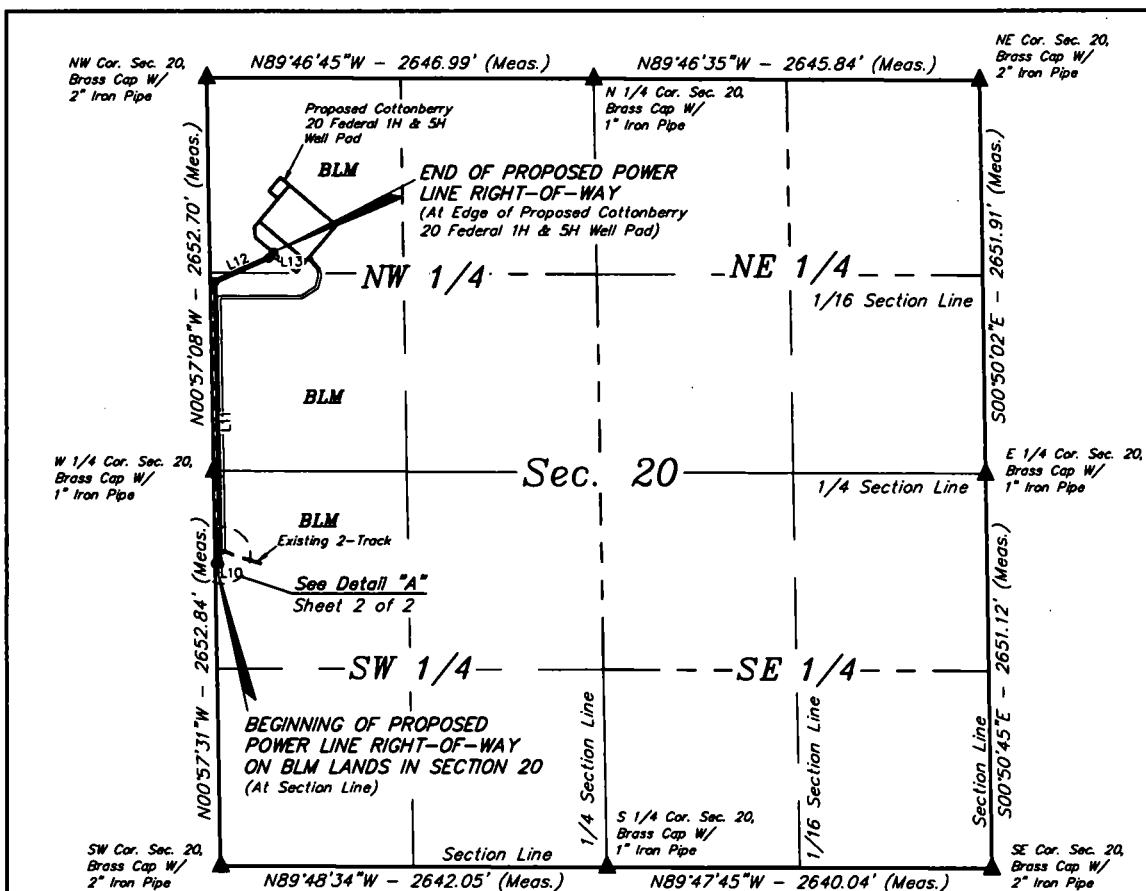 NW Cor. Sec. 20,
Brass Cap W/
2" Iron Pipe
N89°46'45"W - 2646.99' (Meas.)
N89°46'35"W - 2645.84' (Meas.)
NE Cor. Sec. 20,
Brass Cap W/
2" Iron Pipe
N 1/4 Cor. Sec. 20,
Brass Cap W/
1" Iron Pipe
Proposed Cottonberry
20 Federal 1H & 5H
Well Pad
BLM
END OF PROPOSED POWER
LINE RIGHT-OF-WAY
(At Edge of Proposed Cottonberry
20 Federal 1H & 5H Well Pad)
N00°57'08"W - 2652.70' (Meas.)
S00°50'02"E - 2651.91' (Meas.)
L12
L13
NW 1/4
NE 1/4
1/16 Section Line
L11
BLM
W 1/4 Cor. Sec. 20,
Brass Cap W/
1" Iron Pipe
Sec. 20
1/4 Section Line
E 1/4 Cor. Sec. 20,
Brass Cap W/
1" Iron Pipe
BLM
Existing 2-Track
L10
See Detail "A"
Sheet 2 of 2
N00°57'31"W - 2652.84' (Meas.)
S00°50'45"E - 2651.12' (Meas.)
SW 1/4
SE 1/4
BEGINNING OF PROPOSED
POWER LINE RIGHT-OF-WAY
ON BLM LANDS IN SECTION 20
(At Section Line)
1/4 Section Line
1/16 Section Line
Section Line
SW Cor. Sec. 20,
Brass Cap W/
2" Iron Pipe
Section Line
S 1/4 Cor. Sec. 20,
Brass Cap W/
1" Iron Pipe
SE Cor. Sec. 20,
Brass Cap W/
2" Iron Pipe
N89°48'34"W - 2642.05' (Meas.)
N89°47'45"W - 2640.04' (Meas.)